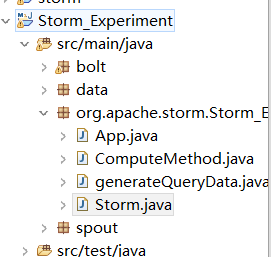 storm
Storm_Experiment
src/main/java
bolt
data
org.apache.storm.Storm_E
App.java
ComputeMethod.java
generateQueryData.java
Storm.java
spout
src/test/java